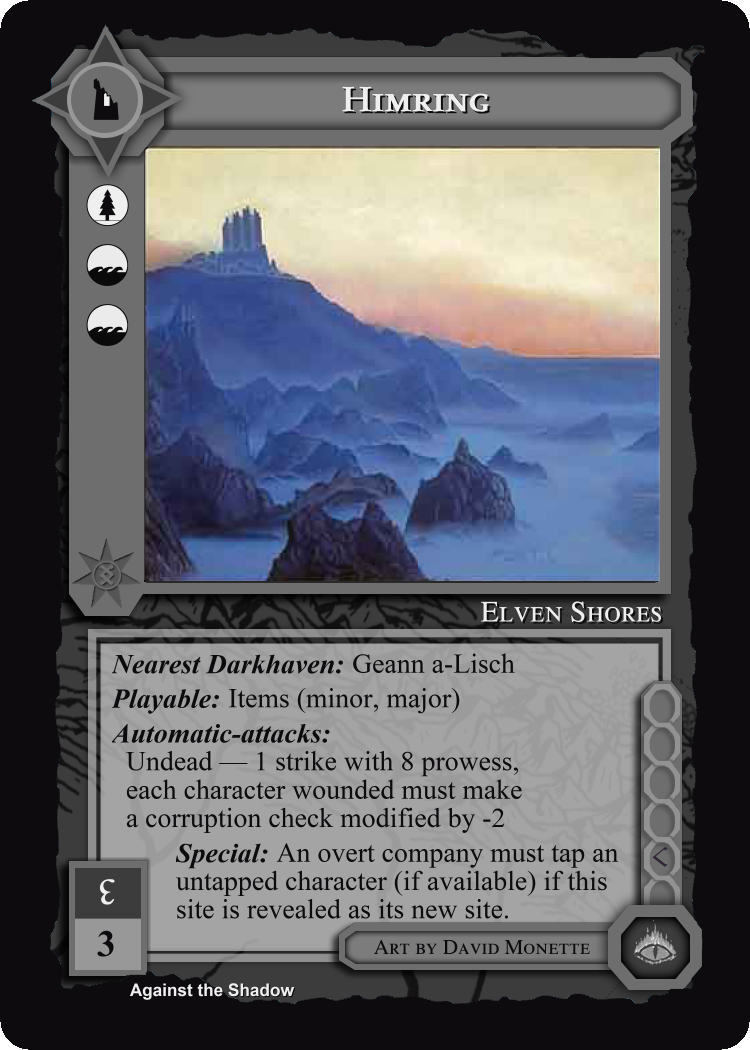 Himring
Elven Shores
Nearest Darkhaven: Geann a-Lisch
Playable: Items (minor, major)
Automatic-attacks:
Undead — 1 strike with 8 prowess,
each character wounded must make
a corruption check modified by -2
Special: An overt company must tap an
untapped character (if available) if this
site is revealed as its new site.
3
Art by David Monette
Against the Shadow